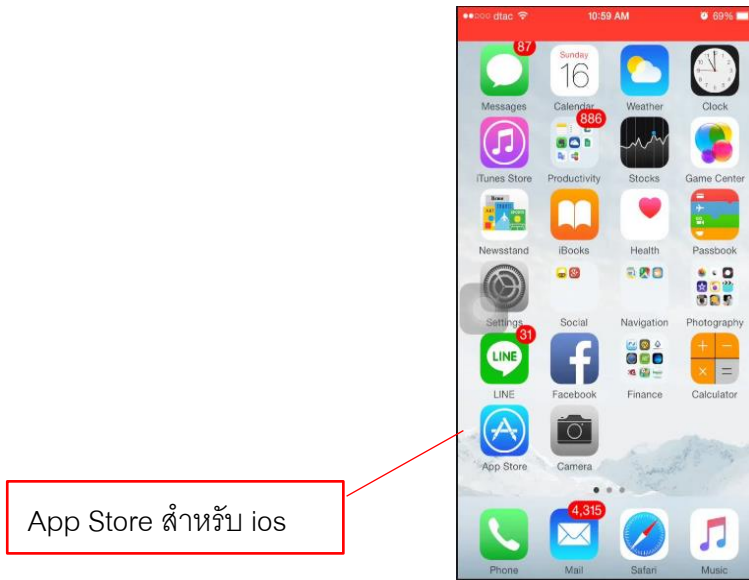 dtac 10:59 AM 69%
87
Sunday
16
Messages Calendar Weather Clock
886
iTunes Store Productivity Stocks Game Center
Newsstand iBooks Health Passbook
Settings Social Navigation Photography
31
LINE
LINE Facebook Finance Calculator
App Store Camera
App Store สำหรับ ios
4,315
Phone Mail Safari Music